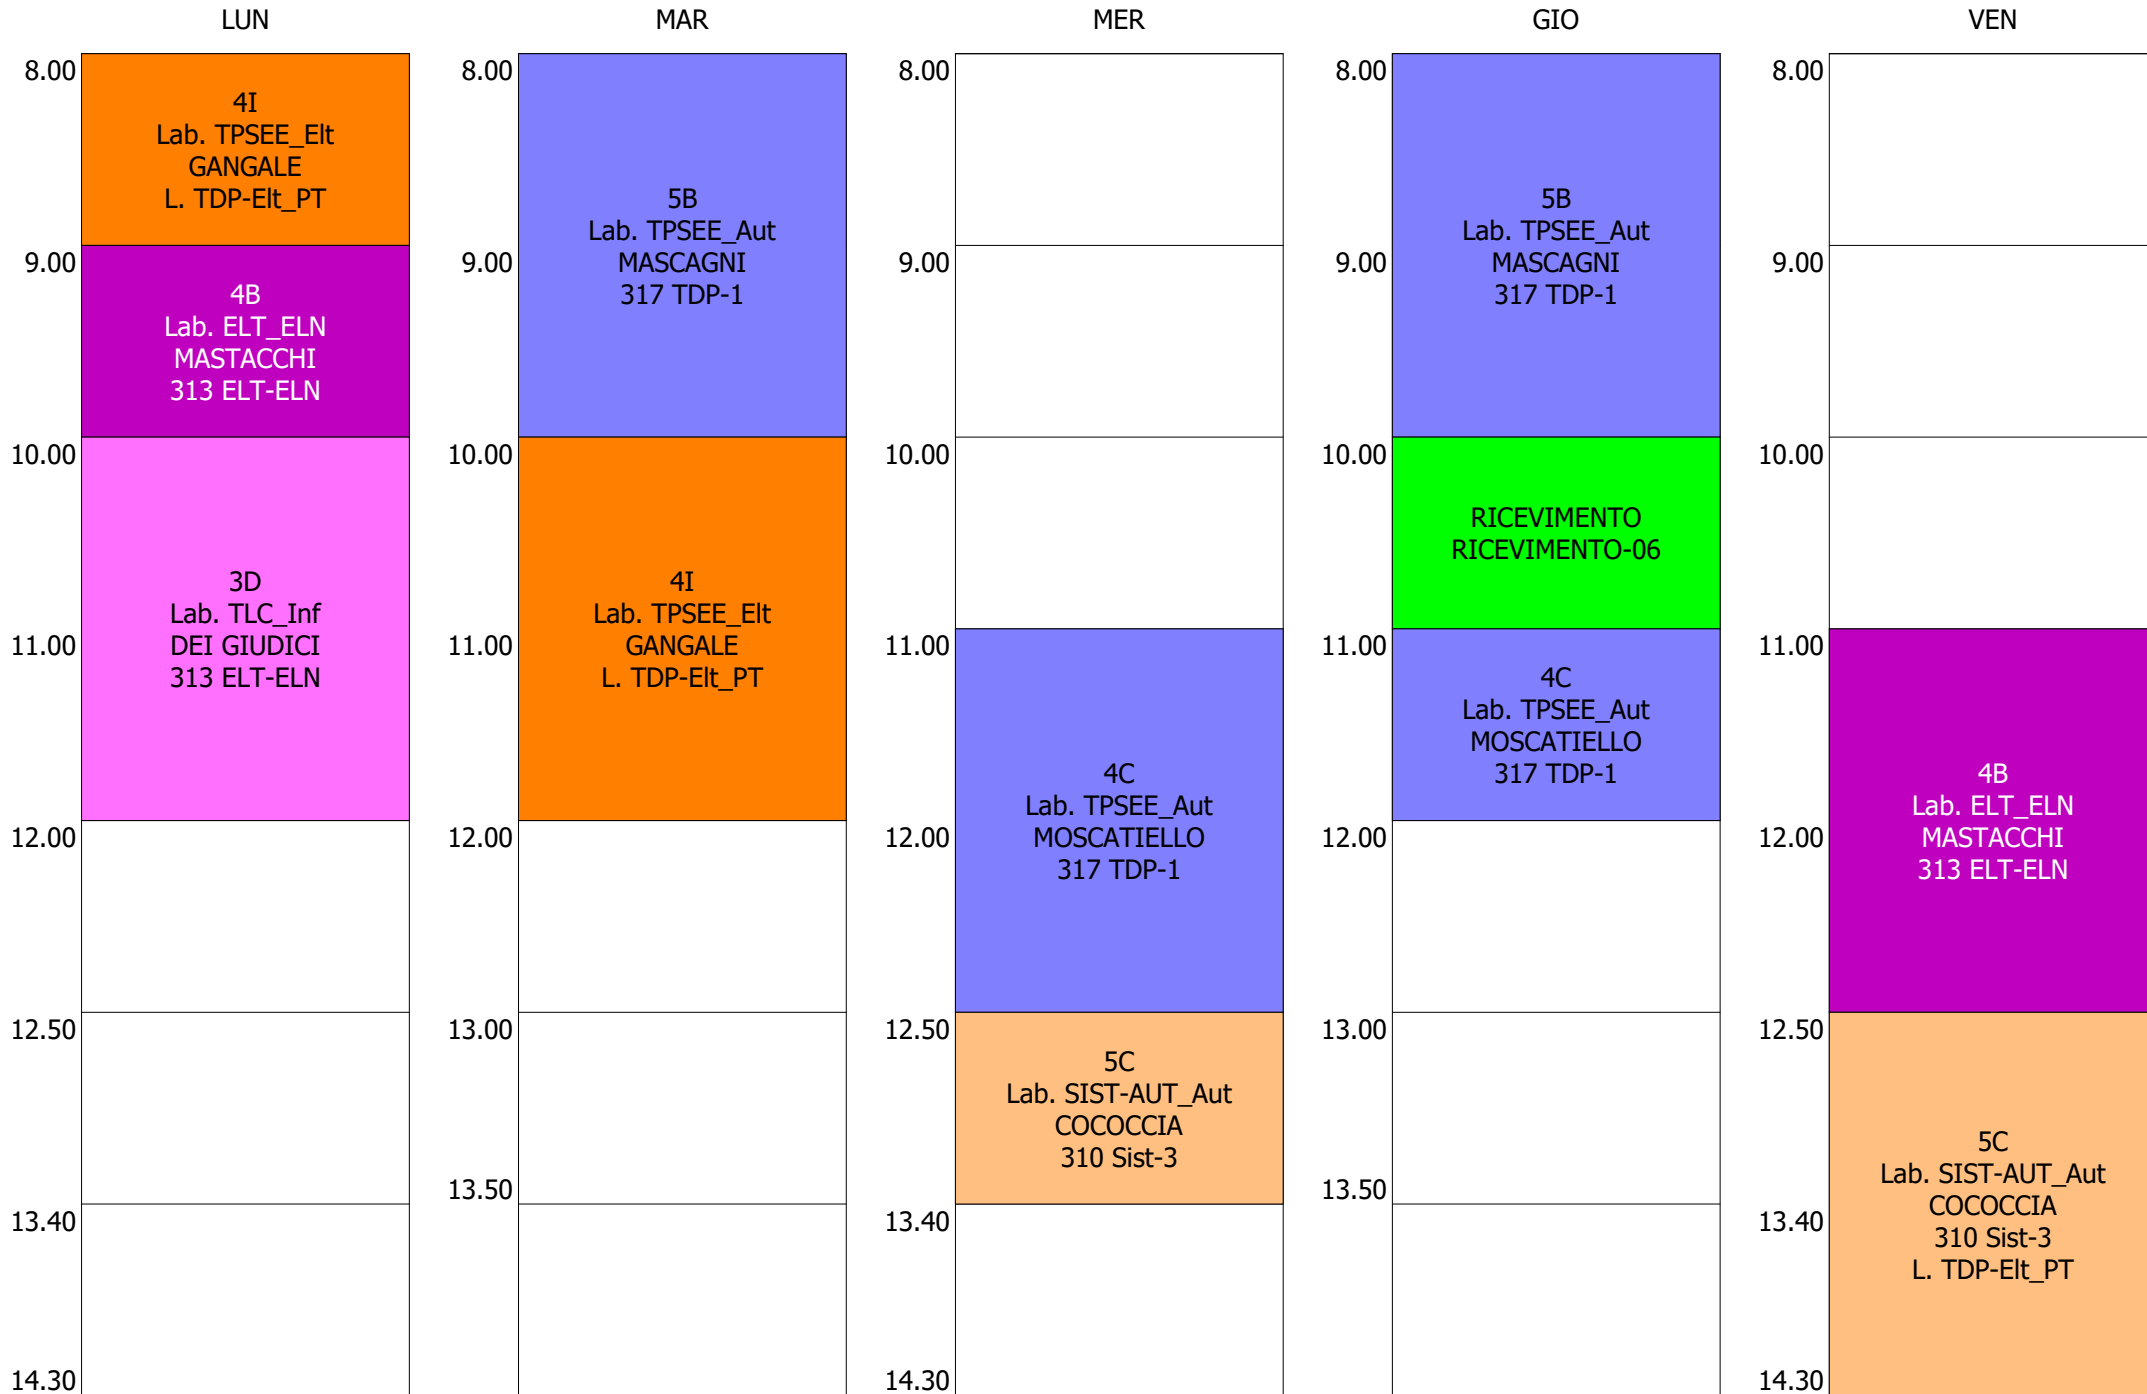 LUN
8.00
4I
Lab. TPSEE_Elt
GANGALE
L. TDP-Elt_PT
9.00
4B
Lab. ELT_ELN
MASTACCHI
313 ELT-ELN
10.00
3D
Lab. TLC_Inf
DEI GIUDICI
313 ELT-ELN
11.00
12.00
12.50
13.40
14.30
MAR
8.00
5B
Lab. TPSEE_Aut
MASCAGNI
317 TDP-1
9.00
10.00
4I
Lab. TPSEE_Elt
GANGALE
L. TDP-Elt_PT
11.00
12.00
13.00
13.50
MER
8.00
9.00
10.00
11.00
4C
Lab. TPSEE_Aut
MOSCATIELLO
317 TDP-1
12.00
12.50
5C
Lab. SIST-AUT_Aut
COCOCCIA
310 Sist-3
13.40
14.30
GIO
8.00
5B
Lab. TPSEE_Aut
MASCAGNI
317 TDP-1
9.00
10.00
RICEVIMENTO
RICEVIMENTO-06
11.00
4C
Lab. TPSEE_Aut
MOSCATIELLO
317 TDP-1
12.00
13.00
13.50
VEN
8.00
9.00
10.00
11.00
4B
Lab. ELT_ELN
MASTACCHI
313 ELT-ELN
12.00
12.50
5C
Lab. SIST-AUT_Aut
COCOCCIA
310 Sist-3
L. TDP-Elt_PT
13.40
14.30